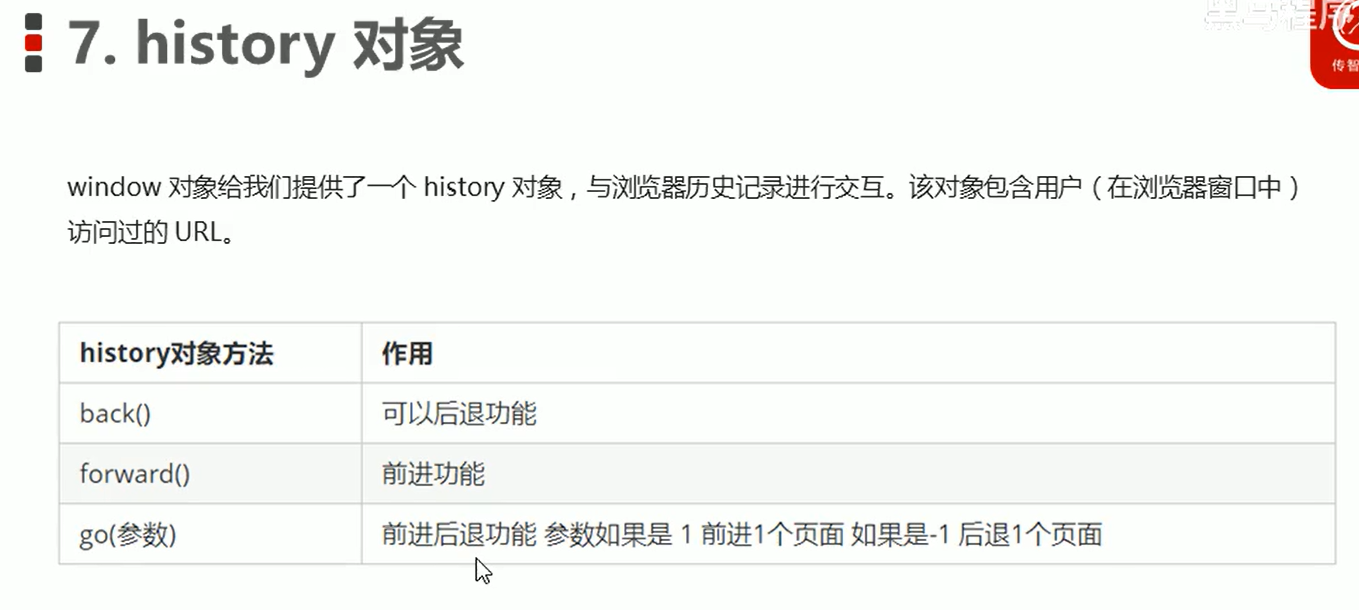 黑马程序
传智
7. history 对象
window 对象给我们提供了一个 history 对象，与浏览器历史记录进行交互。该对象包含用户（在浏览器窗口中）
访问过的 URL。
history对象方法 作用
back() 可以后退功能
forward() 前进功能
go(参数) 前进后退功能 参数如果是 1 前进1个页面 如果是-1 后退1个页面